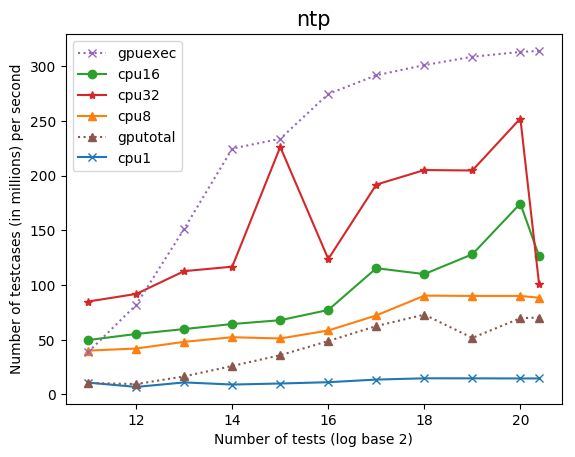 ntp
gpuexec
cpu16
cpu32
cpu8
gputotal
cpu1
Number of testcases (in millions) per second
300
250
200
150
100
50
0
12 14 16 18 20
Number of tests (log base 2)